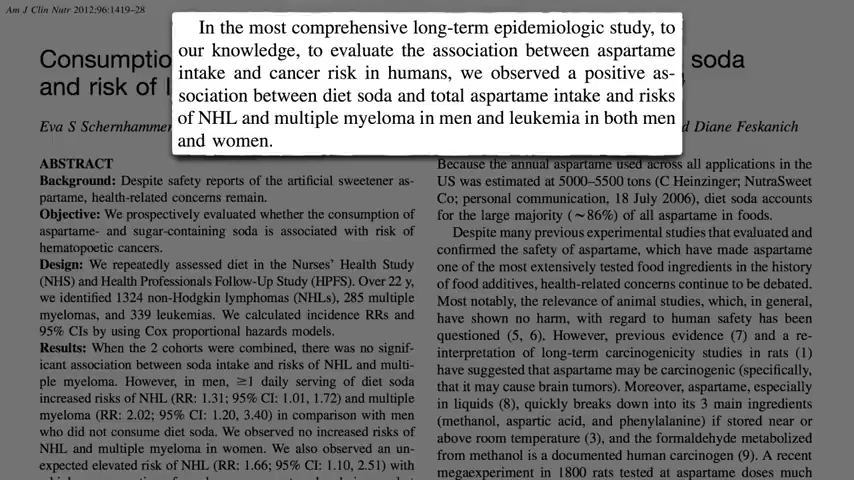 Am J Clin Nutr 2012;96:1419–28
In the most comprehensive long-term epidemiologic study, to
our knowledge, to evaluate the association between aspartame
intake and cancer risk in humans, we observed a positive as-
sociation between diet soda and total aspartame intake and risks
of NHL and multiple myeloma in men and leukemia in both men
and women.
Consumptio
soda
and risk of
Eva S Schernhammer
d Diane Feskanich
ABSTRACT
Background: Despite safety reports of the artificial sweetener as-
partame, health-related concerns remain.
Objective: We prospectively evaluated whether the consumption of
aspartame- and sugar-containing soda is associated with risk of
hematopoetic cancers.
Design: We repeatedly assessed diet in the Nurses' Health Study
(NHS) and Health Professionals Follow-Up Study (HPFS). Over 22 y,
we identified 1324 non-Hodgkin lymphomas (NHLs), 285 multiple
myelomas, and 339 leukemias. We calculated incidence RRs and
95% CIs by using Cox proportional hazards models.
Results: When the 2 cohorts were combined, there was no signif-
icant association between soda intake and risks of NHL and multi-
ple myeloma. However, in men, ≥1 daily serving of diet soda
increased risks of NHL (RR: 1.31; 95% CI: 1.01, 1.72) and multiple
myeloma (RR: 2.02; 95% CI: 1.20, 3.40) in comparison with men
who did not consume diet soda. We observed no increased risks of
NHL and multiple myeloma in women. We also observed an un-
expected elevated risk of NHL (RR: 1.66; 95% CI: 1.10, 2.51) with
Because the annual aspartame used across all applications in the
US was estimated at 5000–5500 tons (C Heinzinger; NutraSweet
Co; personal communication, 18 July 2006), diet soda accounts
for the large majority (~86%) of all aspartame in foods.
Despite many previous experimental studies that evaluated and
confirmed the safety of aspartame, which have made aspartame
one of the most extensively tested food ingredients in the history
of food additives, health-related concerns continue to be debated.
Most notably, the relevance of animal studies, which, in general,
have shown no harm, with regard to human safety has been
questioned (5, 6). However, previous evidence (7) and a re-
interpretation of long-term carcinogenicity studies in rats (1)
have suggested that aspartame may be carcinogenic (specifically,
that it may cause brain tumors). Moreover, aspartame, especially
in liquids (8), quickly breaks down into its 3 main ingredients
(methanol, aspartic acid, and phenylalanine) if stored near or
above room temperature (3), and the formaldehyde metabolized
from methanol is a documented human carcinogen (9). A recent
megaexperiment in 1800 rats tested at aspartame doses much